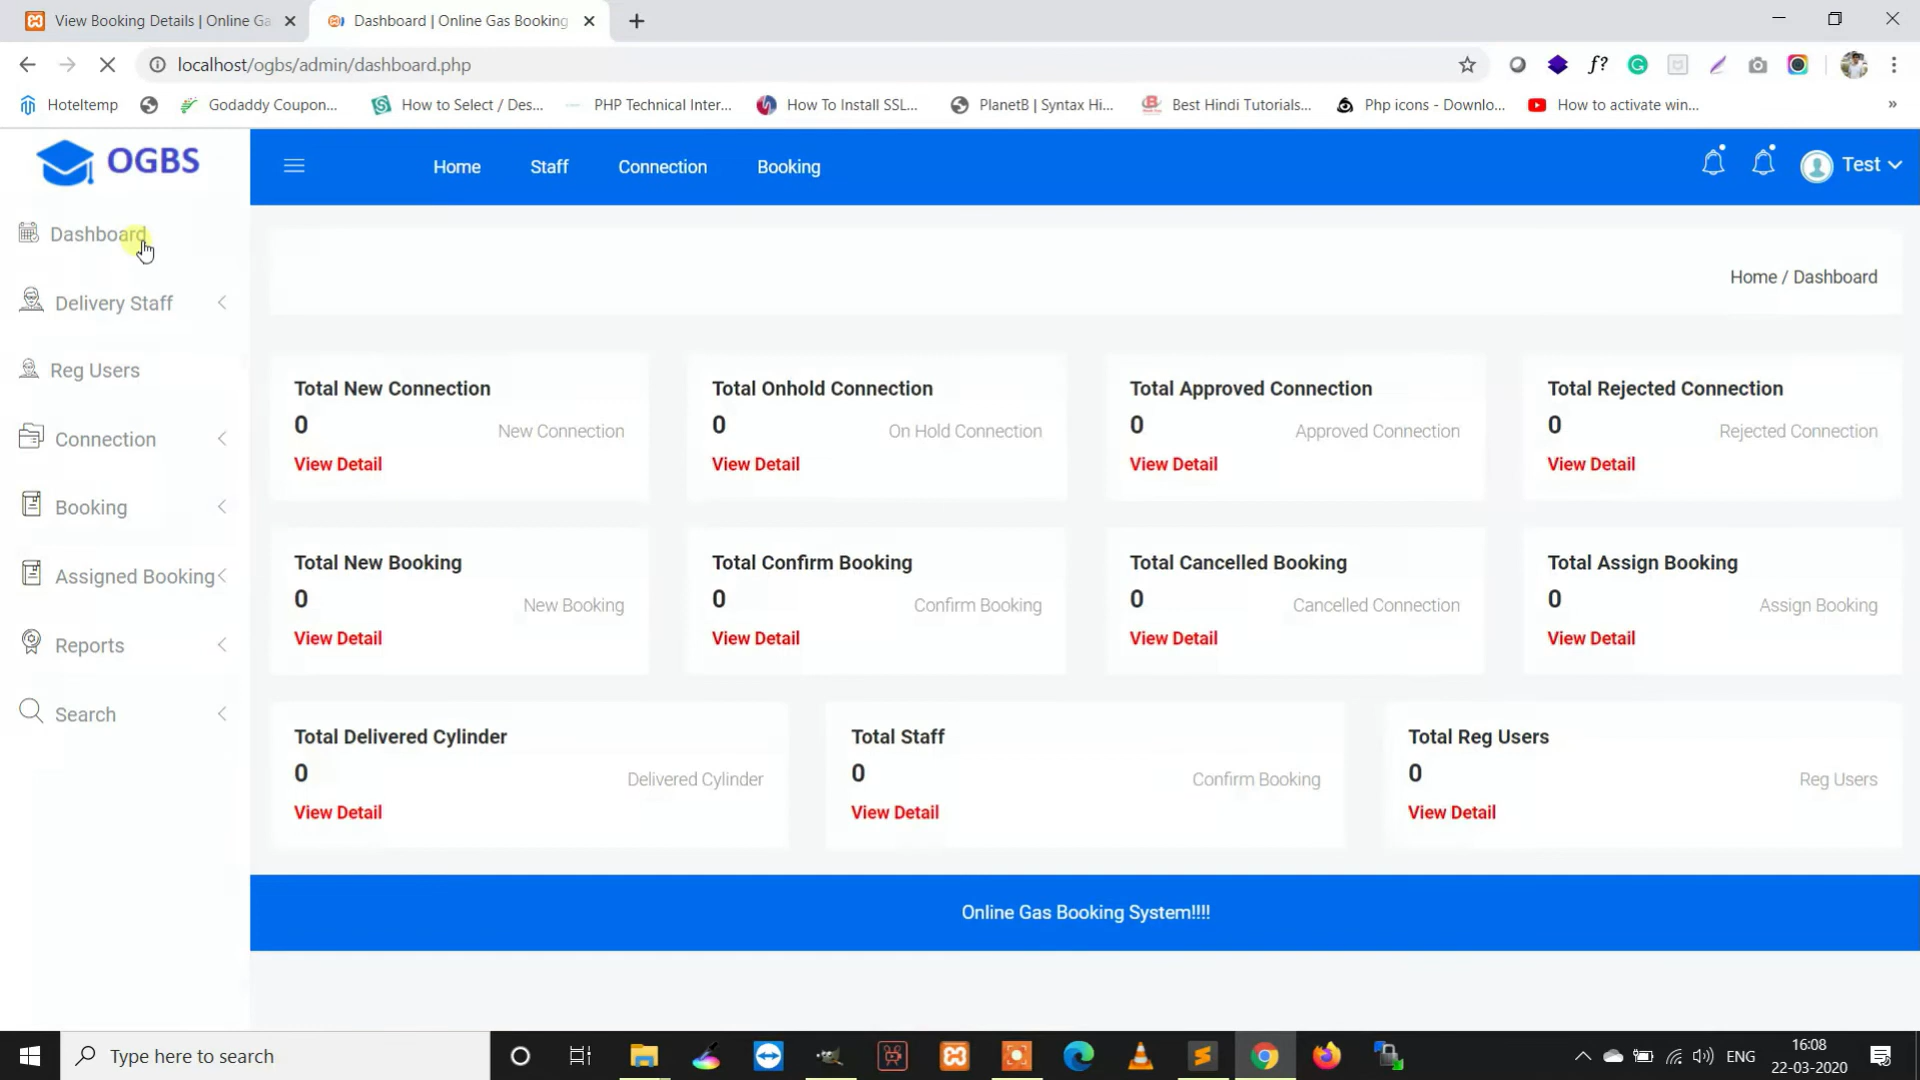 View Booking Details | Online Ga
Dashboard | Online Gas Booking
localhost/ogbs/admin/dashboard.php
Hoteltemp
Godaddy Coupon...
How to Select / Des...
PHP Technical Inter...
How To Install SSL...
PlanetB | Syntax Hi...
Best Hindi Tutorials...
Php icons - Downlo...
How to activate win...
»
OGBS
Home
Staff
Connection
Booking
Test
Dashboard
Delivery Staff
Reg Users
Connection
Booking
Assigned Booking
Reports
Search
Home / Dashboard
Total New Connection
0
New Connection
View Detail
Total Onhold Connection
0
On Hold Connection
View Detail
Total Approved Connection
0
Approved Connection
View Detail
Total Rejected Connection
0
Rejected Connection
View Detail
Total New Booking
0
New Booking
View Detail
Total Confirm Booking
0
Confirm Booking
View Detail
Total Cancelled Booking
0
Cancelled Connection
View Detail
Total Assign Booking
0
Assign Booking
View Detail
Total Delivered Cylinder
0
Delivered Cylinder
View Detail
Total Staff
0
Confirm Booking
View Detail
Total Reg Users
0
Reg Users
View Detail
Online Gas Booking System!!!!
Type here to search
ENG
16:08
22-03-2020